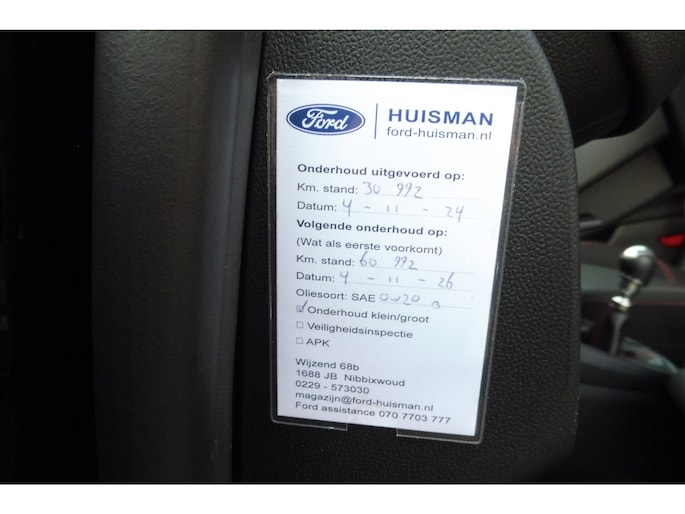 Ford
HUISMAN
ford-huisman.nl
Onderhoud uitgevoerd op:
Km. stand: 30 992
Datum: 4 - 11 - 24
Volgende onderhoud op:
(Wat als eerste voorkomt)
Km. stand: 60 992
Datum: 4 - 11 - 26
Oliesoort: SAE 0w20
Onderhoud klein/groot
Veiligheidsinspectie
APK
Wijzend 68b
1688 JB Nibbixwoud
0229 - 573030
magazijn@ford-huisman.nl
Ford assistance 070 7703 777